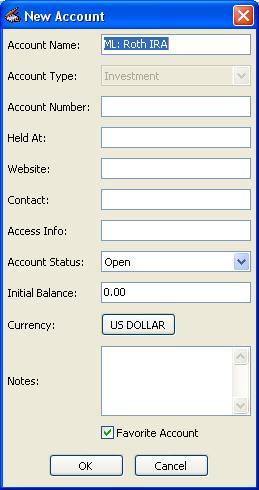 New Account
Account Name: ML: Roth IRA
Account Type: Investment
Account Number:
Held At:
Website:
Contact:
Access Info:
Account Status: Open
Initial Balance: 0.00
Currency: US DOLLAR
Notes:
Favorite Account
OK Cancel